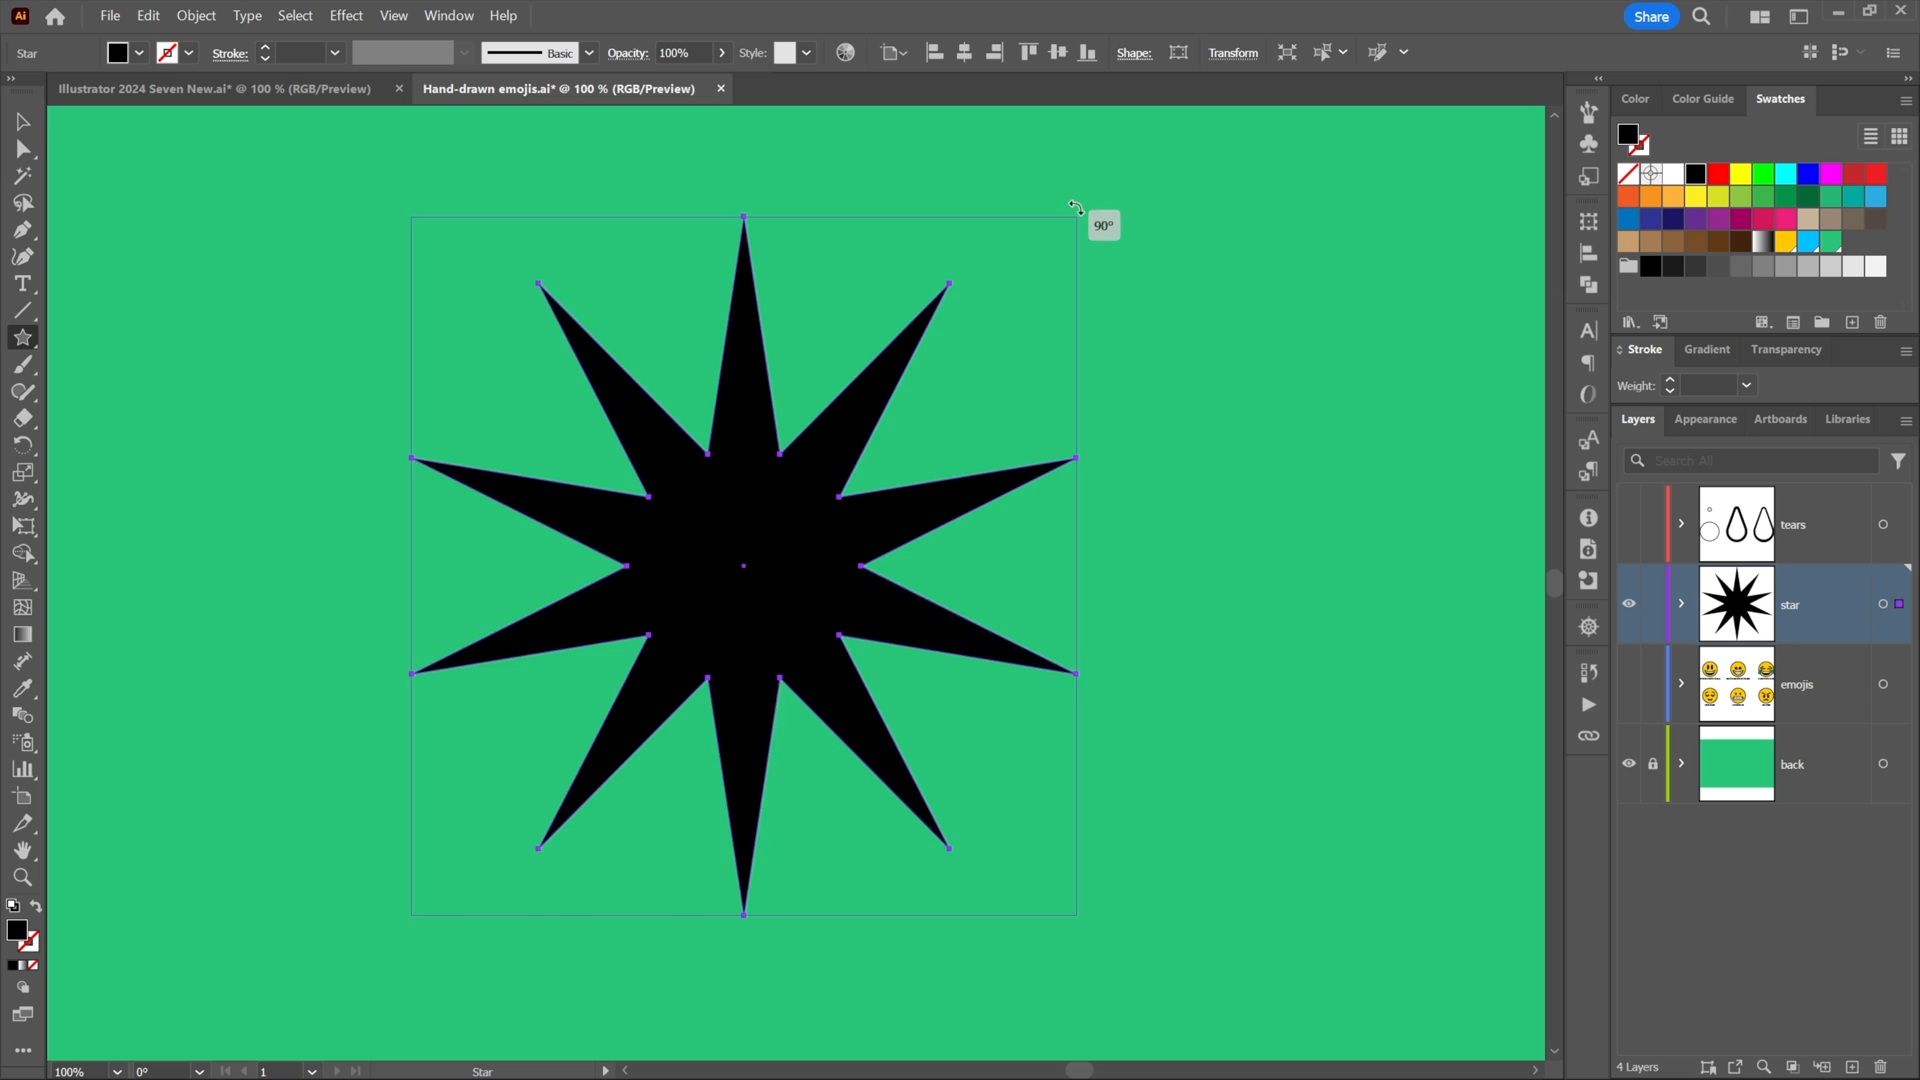 Ai File Edit Object Type Select Effect View Window Help Share
Star Stroke: Basic Opacity: 100% Style: Shape: Transform
Illustrator 2024 Seven New.ai* @ 100 % (RGB/Preview) Hand-drawn emojis.ai* @ 100 % (RGB/Preview)
Color Color Guide Swatches
90°
Stroke Gradient Transparency
Weight:
Layers Appearance Artboards Libraries
Search All
tears
star
emojis
back
4 Layers
100% 0° 1 Star